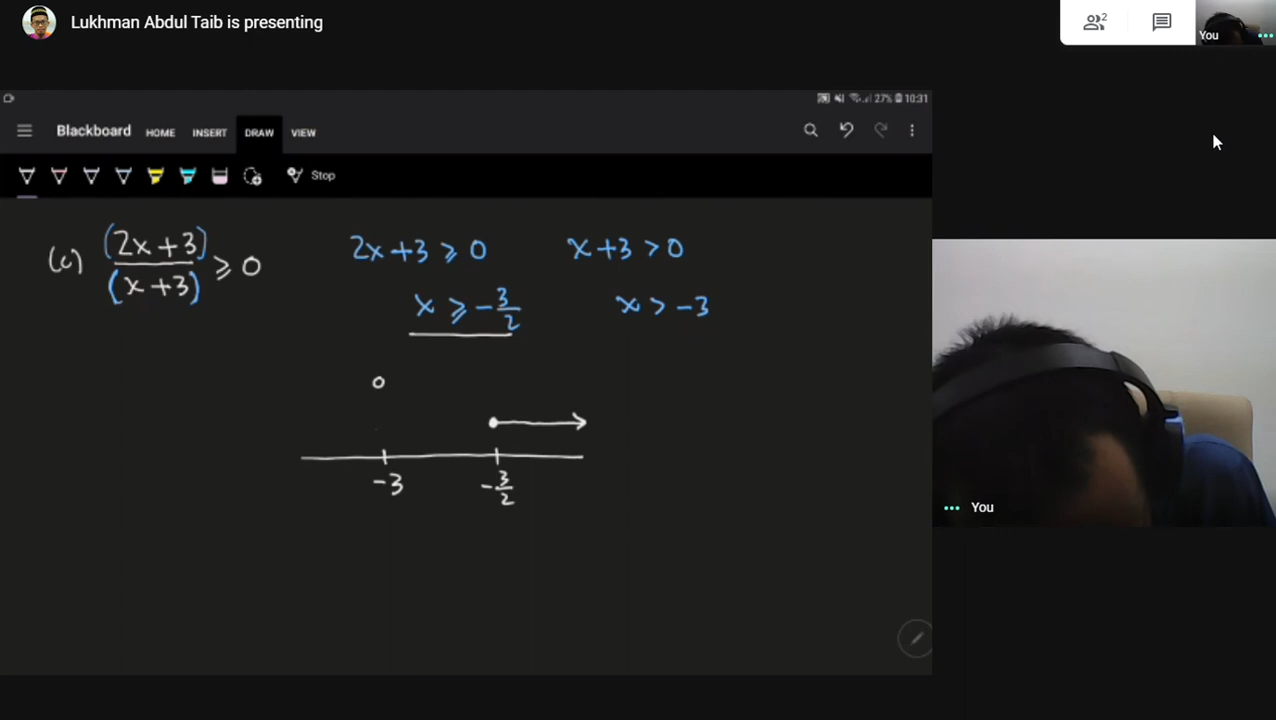 Lukhman Abdul Taib is presenting
2
You
27% 10:31
Blackboard HOME INSERT DRAW VIEW
Stop
(c) (2x+3)/(x+3) ⩾ 0
2x+3 ⩾ 0 x+3 > 0
x ⩾ -3/2 x > -3
-3 -3/2
You